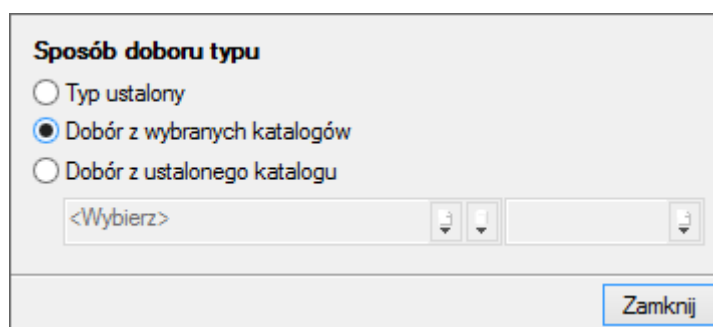 Sposób doboru typu
Typ ustalony
Dobór z wybranych katalogów
Dobór z ustalonego katalogu
<Wybierz>
Zamknij